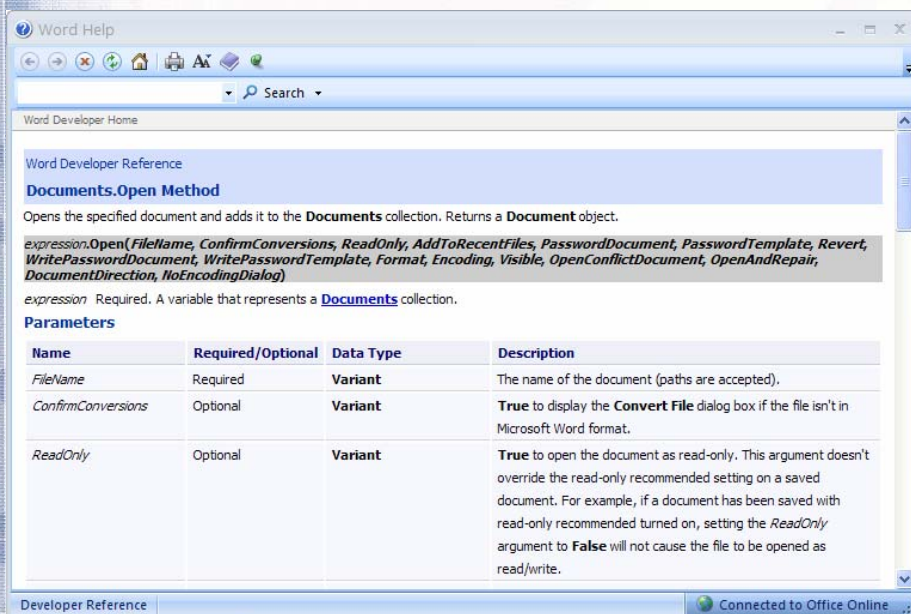 Word Help
Search
Word Developer Home
Word Developer Reference
Documents.Open Method
Opens the specified document and adds it to the Documents collection. Returns a Document object.
expression.Open(FileName, ConfirmConversions, ReadOnly, AddToRecentFiles, PasswordDocument, PasswordTemplate, Revert,
WritePasswordDocument, WritePasswordTemplate, Format, Encoding, Visible, OpenConflictDocument, OpenAndRepair,
DocumentDirection, NoEncodingDialog)
expression Required. A variable that represents a Documents collection.
Parameters
Name Required/Optional Data Type Description
FileName Required Variant The name of the document (paths are accepted).
ConfirmConversions Optional Variant True to display the Convert File dialog box if the file isn't in
Microsoft Word format.
ReadOnly Optional Variant True to open the document as read-only. This argument doesn't
override the read-only recommended setting on a saved
document. For example, if a document has been saved with
read-only recommended turned on, setting the ReadOnly
argument to False will not cause the file to be opened as
read/write.
Developer Reference Connected to Office Online